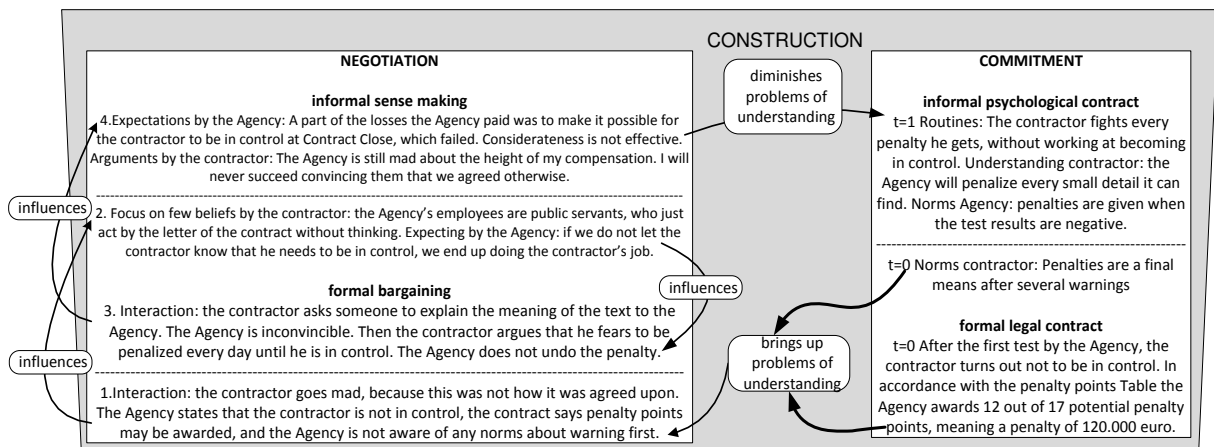 CONSTRUCTION
NEGOTIATION
informal sense making
4.Expectations by the Agency: A part of the losses the Agency paid was to make it possible for
the contractor to be in control at Contract Close, which failed. Considerateness is not effective.
Arguments by the contractor: The Agency is still mad about the height of my compensation. I will
never succeed convincing them that we agreed otherwise.
----------------------------------------------------------------
influences
2. Focus on few beliefs by the contractor: the Agency's employees are public servants, who just
act by the letter of the contract without thinking. Expecting by the Agency: if we do not let the
contractor know that he needs to be in control, we end up doing the contractor's job.
influences
formal bargaining
3. Interaction: the contractor asks someone to explain the meaning of the text to the
Agency. The Agency is inconvincible. Then the contractor argues that he fears to be
penalized every day until he is in control. The Agency does not undo the penalty.
influences
----------------------------------------------------------------
1.Interaction: the contractor goes mad, because this was not how it was agreed upon.
The Agency states that the contractor is not in control, the contract says penalty points
may be awarded, and the Agency is not aware of any norms about warning first.
diminishes
problems of
understanding
brings up
problems of
understanding
COMMITMENT
informal psychological contract
t=1 Routines: The contractor fights every
penalty he gets, without working at becoming
in control. Understanding contractor: the
Agency will penalize every small detail it can
find. Norms Agency: penalties are given when
the test results are negative.
----------------------------------------------------------------
t=0 Norms contractor: Penalties are a final
means after several warnings
formal legal contract
t=0 After the first test by the Agency, the
contractor turns out not to be in control. In
accordance with the penalty points Table the
Agency awards 12 out of 17 potential penalty
points, meaning a penalty of 120.000 euro.